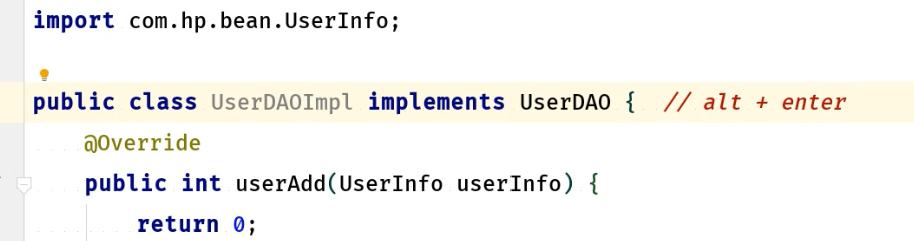 import com.hp.bean.UserInfo;
public class UserDAOImpl implements UserDAO { // alt + enter
@Override
public int userAdd(UserInfo userInfo) {
return 0;